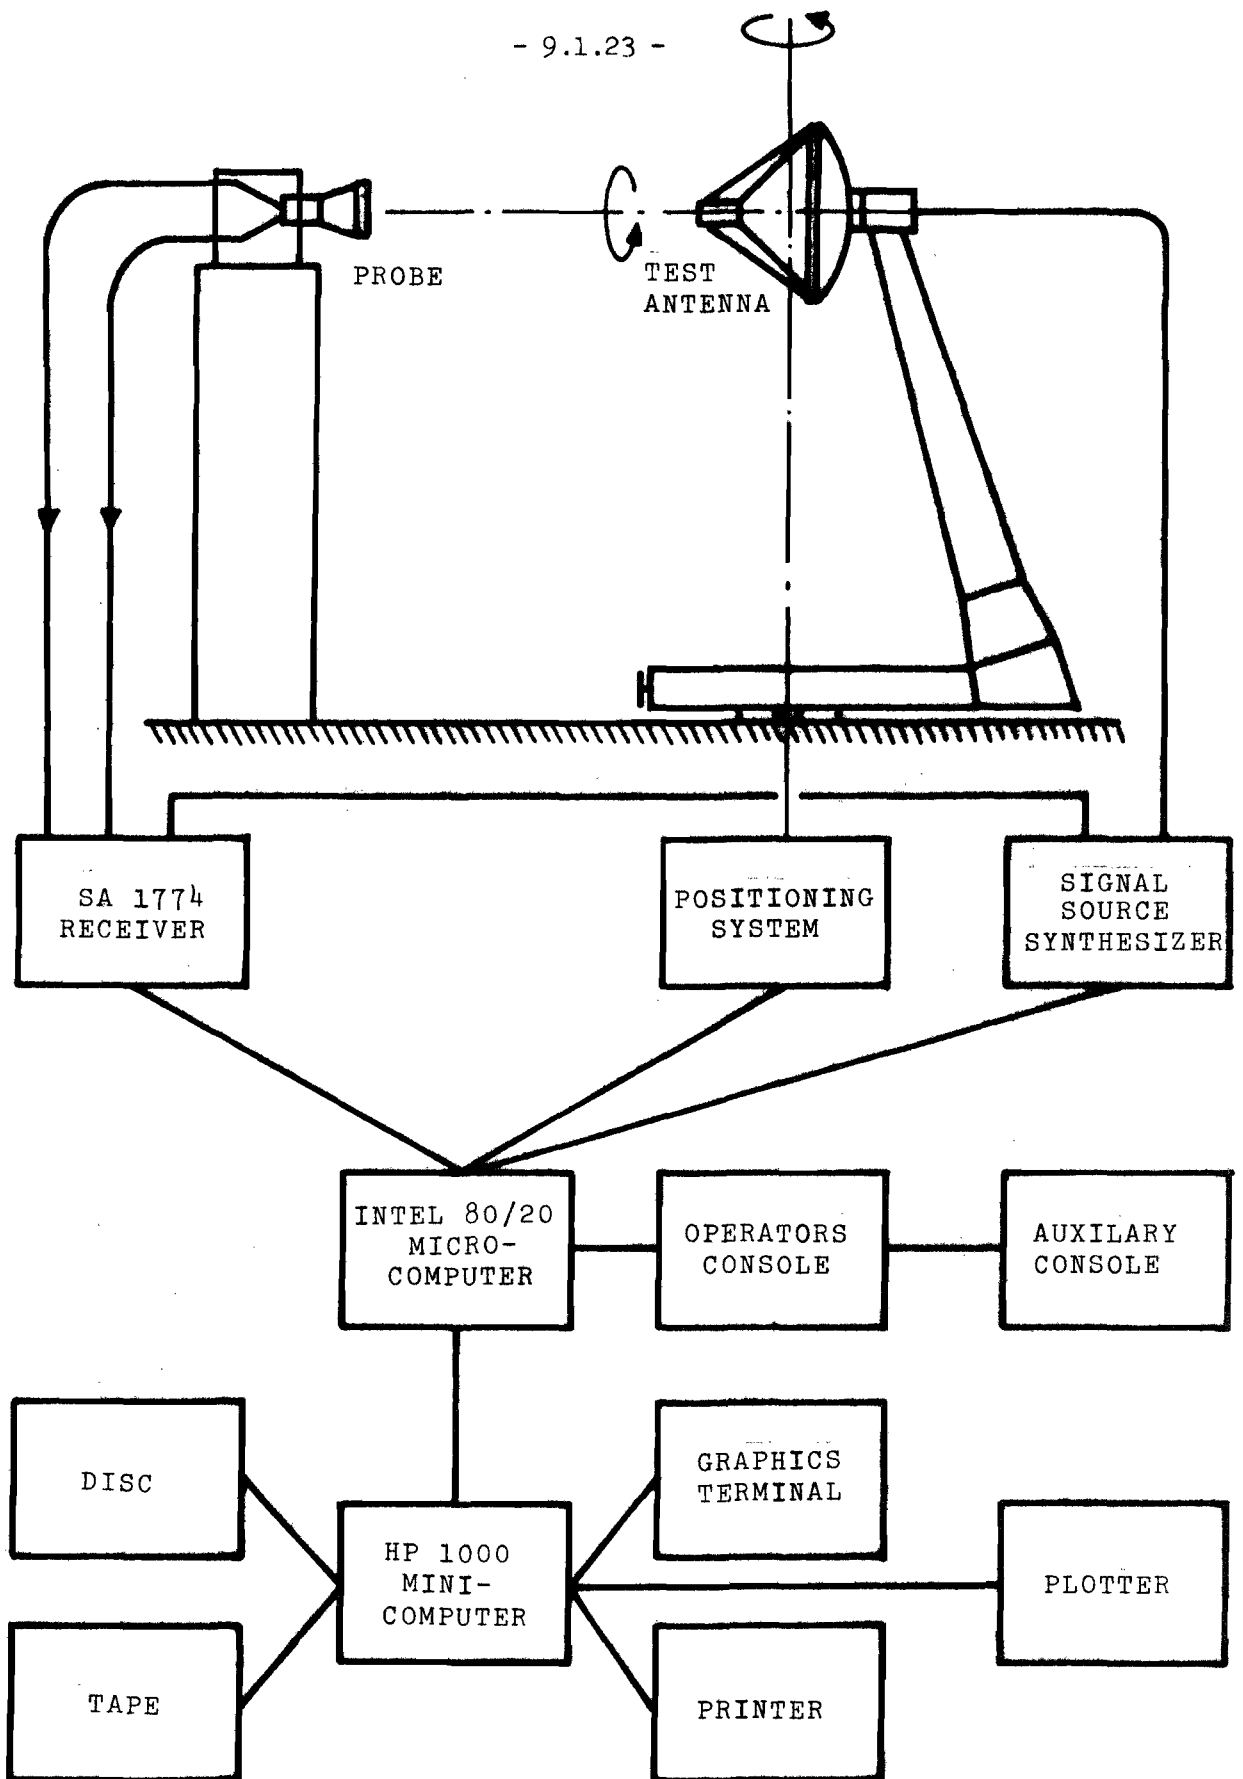 - 9.1.23 -
PROBE
TEST
ANTENNA
SA 1774
RECEIVER
POSITIONING
SYSTEM
SIGNAL
SOURCE
SYNTHESIZER
INTEL 80/20
MICRO-
COMPUTER
OPERATORS
CONSOLE
AUXILARY
CONSOLE
DISC
GRAPHICS
TERMINAL
HP 1000
MINI-
COMPUTER
PLOTTER
TAPE
PRINTER